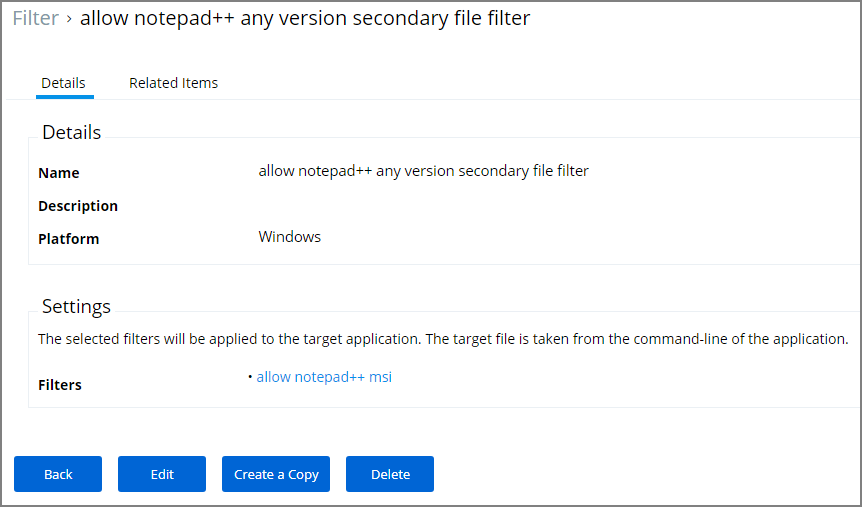 Filter › allow notepad++ any version secondary file filter
Details Related Items
Details
Name allow notepad++ any version secondary file filter
Description
Platform Windows
Settings
The selected filters will be applied to the target application. The target file is taken from the command-line of the application.
Filters • allow notepad++ msi
Back Edit Create a Copy Delete